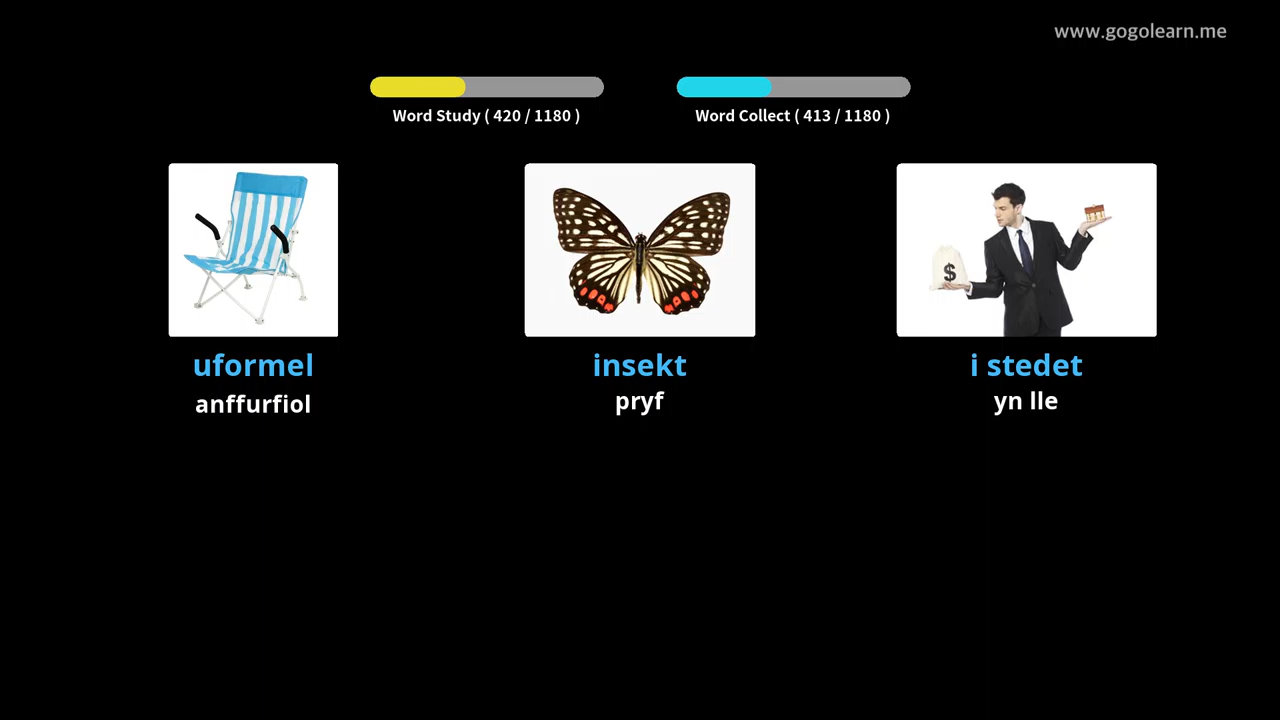 www.gogolearn.me
Word Study ( 420 / 1180 )
Word Collect ( 413 / 1180 )
$
uformel
insekt
i stedet
anffurfiol
pryf
yn lle